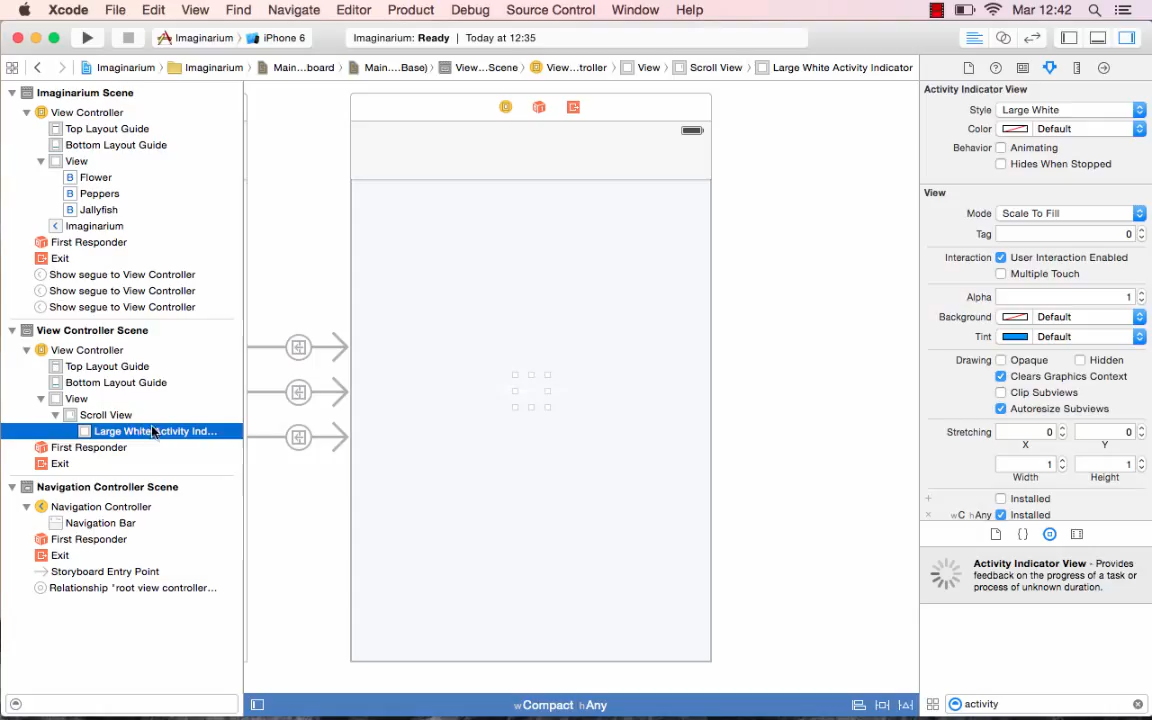 Xcode File Edit View Find Navigate Editor Product Debug Source Control Window Help Mar 12:42
Imaginarium iPhone 6 Imaginarium: Ready | Today at 12:35
Imaginarium Imaginarium Main...board Main....Base) View...Scene View...troller View Scroll View Large White Activity Indicator
Imaginarium Scene
View Controller
Top Layout Guide
Bottom Layout Guide
View
B Flower
B Peppers
B Jallyfish
Imaginarium
First Responder
Exit
Show segue to View Controller
Show segue to View Controller
Show segue to View Controller
View Controller Scene
View Controller
Top Layout Guide
Bottom Layout Guide
View
Scroll View
Large White Activity Ind...
First Responder
Exit
Navigation Controller Scene
Navigation Controller
Navigation Bar
First Responder
Exit
Storyboard Entry Point
Relationship "root view controller...
wCompact hAny
Activity Indicator View
Style Large White
Color Default
Behavior Animating
Hides When Stopped
View
Mode Scale To Fill
Tag 0
Interaction User Interaction Enabled
Multiple Touch
Alpha 1
Background Default
Tint Default
Drawing Opaque Hidden
Clears Graphics Context
Clip Subviews
Autoresize Subviews
Stretching 0 0
X Y
1 1
Width Height
+ Installed
× wC hAny Installed
Activity Indicator View - Provides
feedback on the progress of a task or
process of unknown duration.
activity